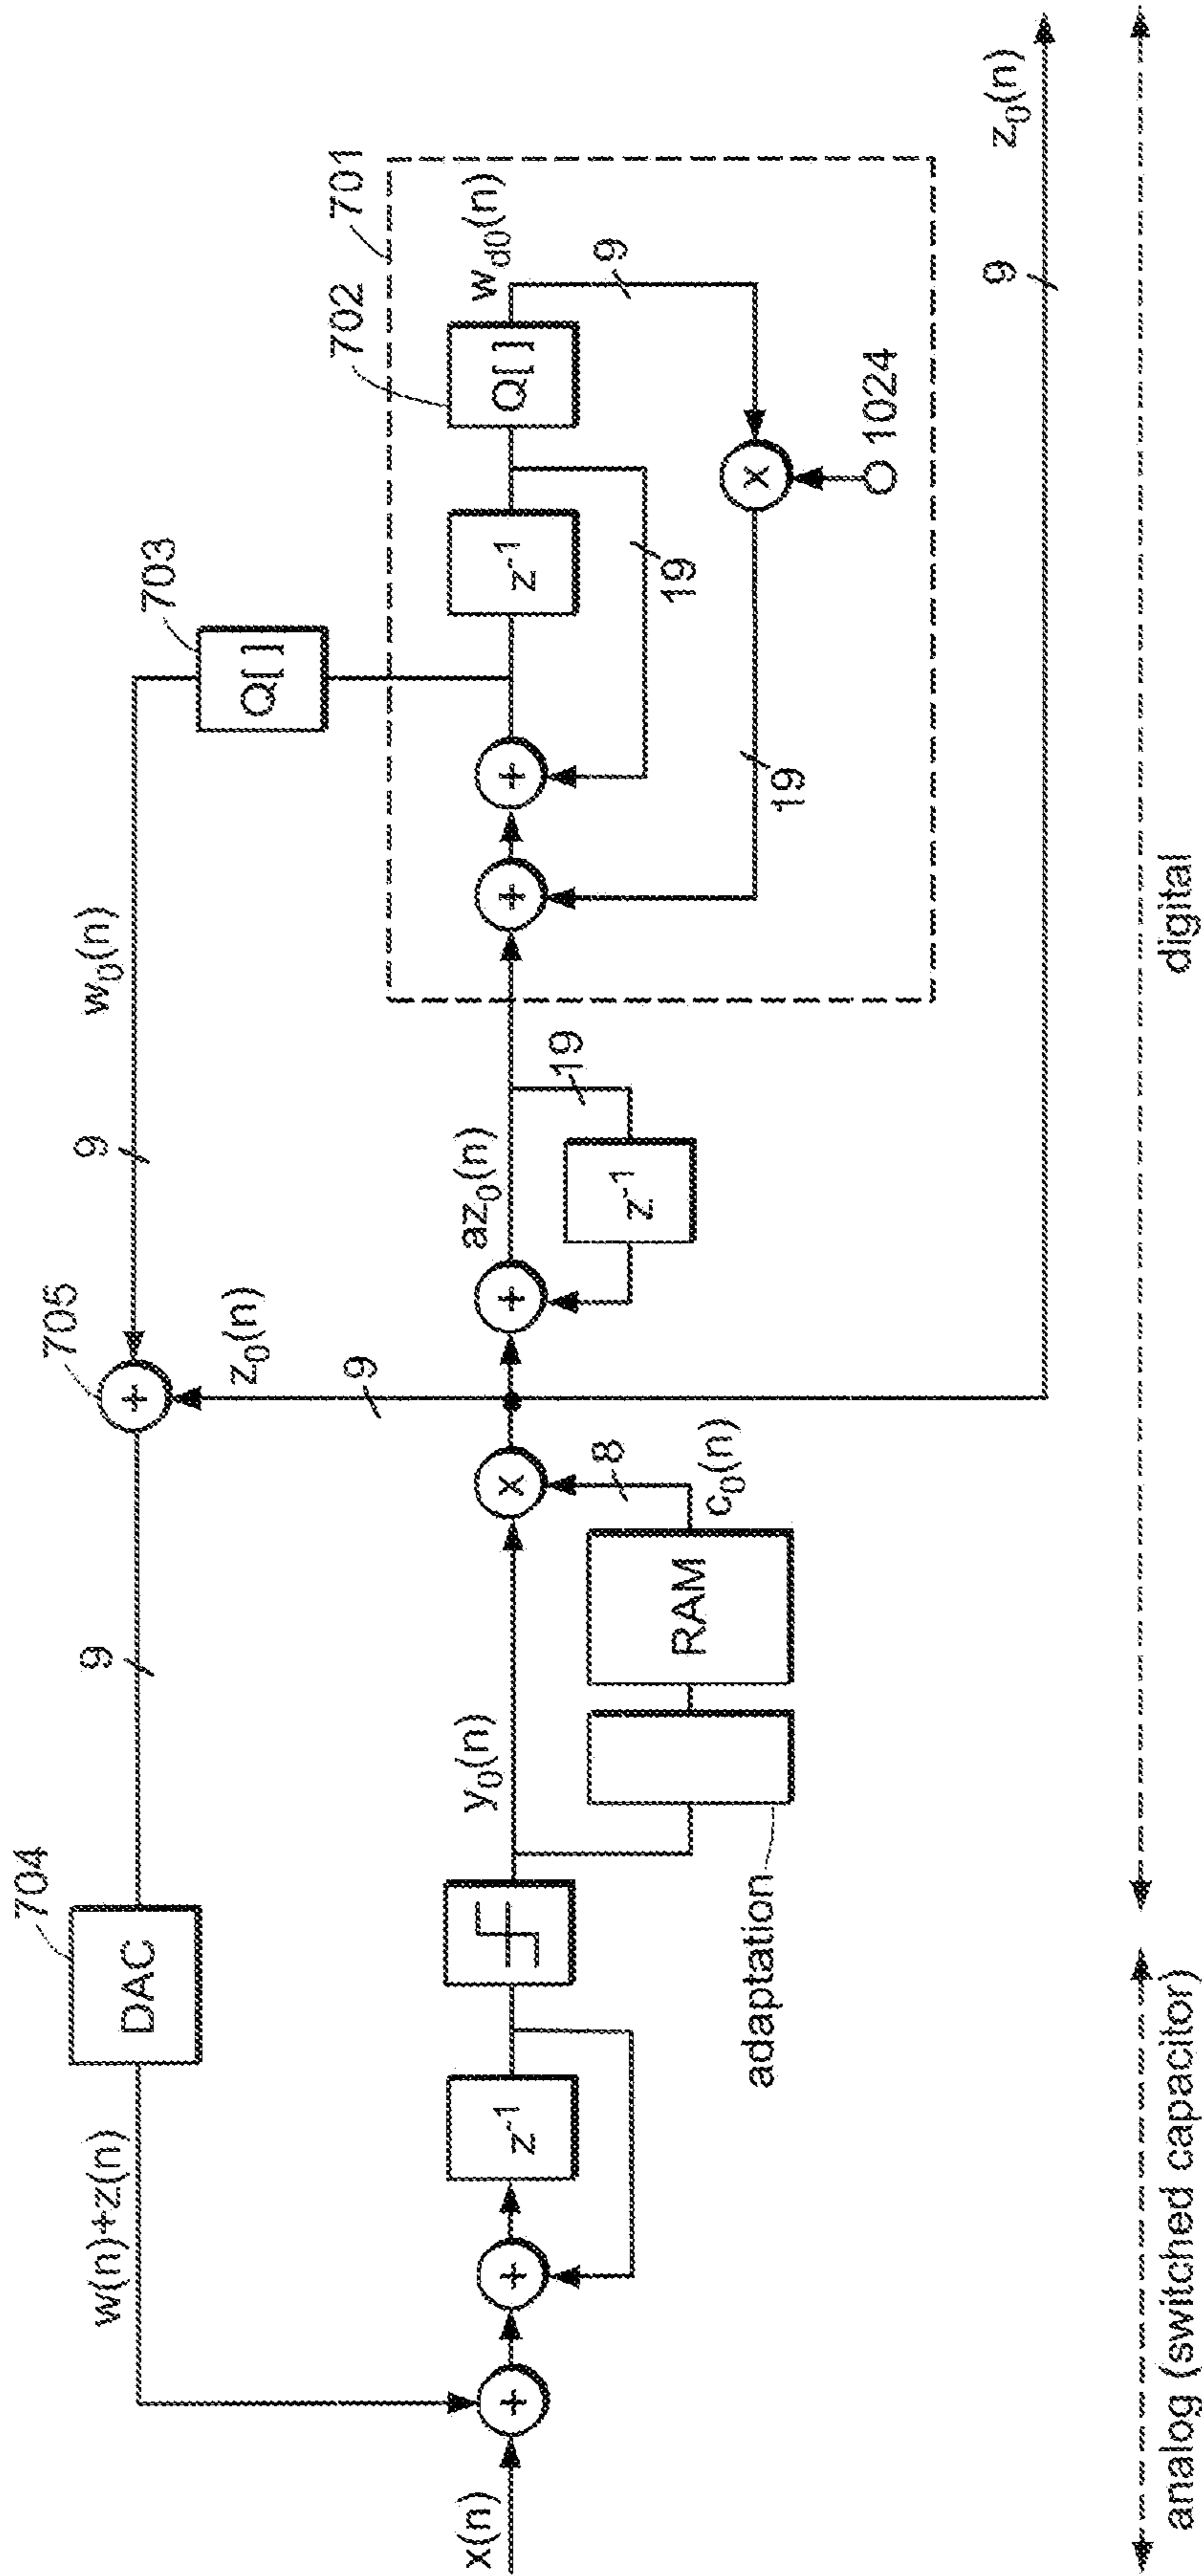 w(n)+z(n)
DAC
704
9
+
705
9
w₀(n)
Q[ ]
703
z₀(n)
9
x(n)
+
+
z⁻¹
y₀(n)
x
+
az₀(n)
z⁻¹
19
+
+
z⁻¹
Q[ ]
702
w_d0(n)
701
9
19
19
x
1024
adaptation
RAM
8
c₀(n)
9
z₀(n)
analog (switched capacitor)
digital